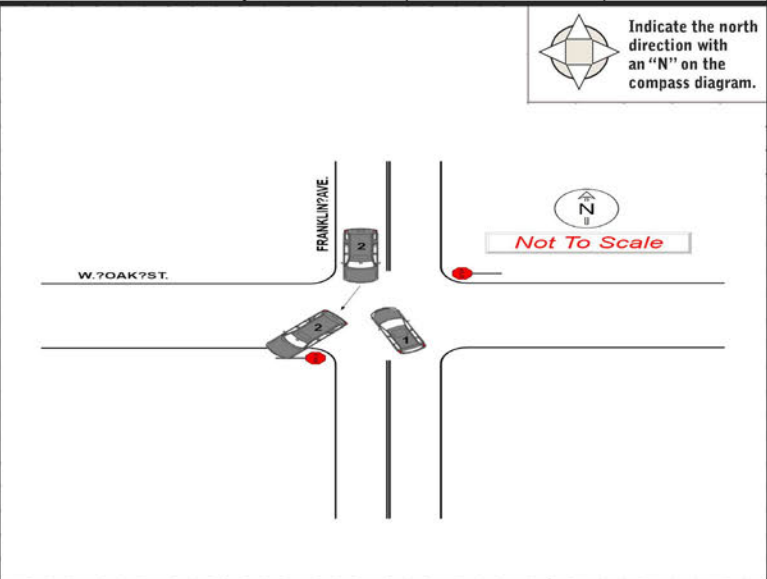 Indicate the north
direction with
an “N” on the
compass diagram.
FRANKLIN?AVE.
N
Not To Scale
2
W.?OAK?ST.
2
1